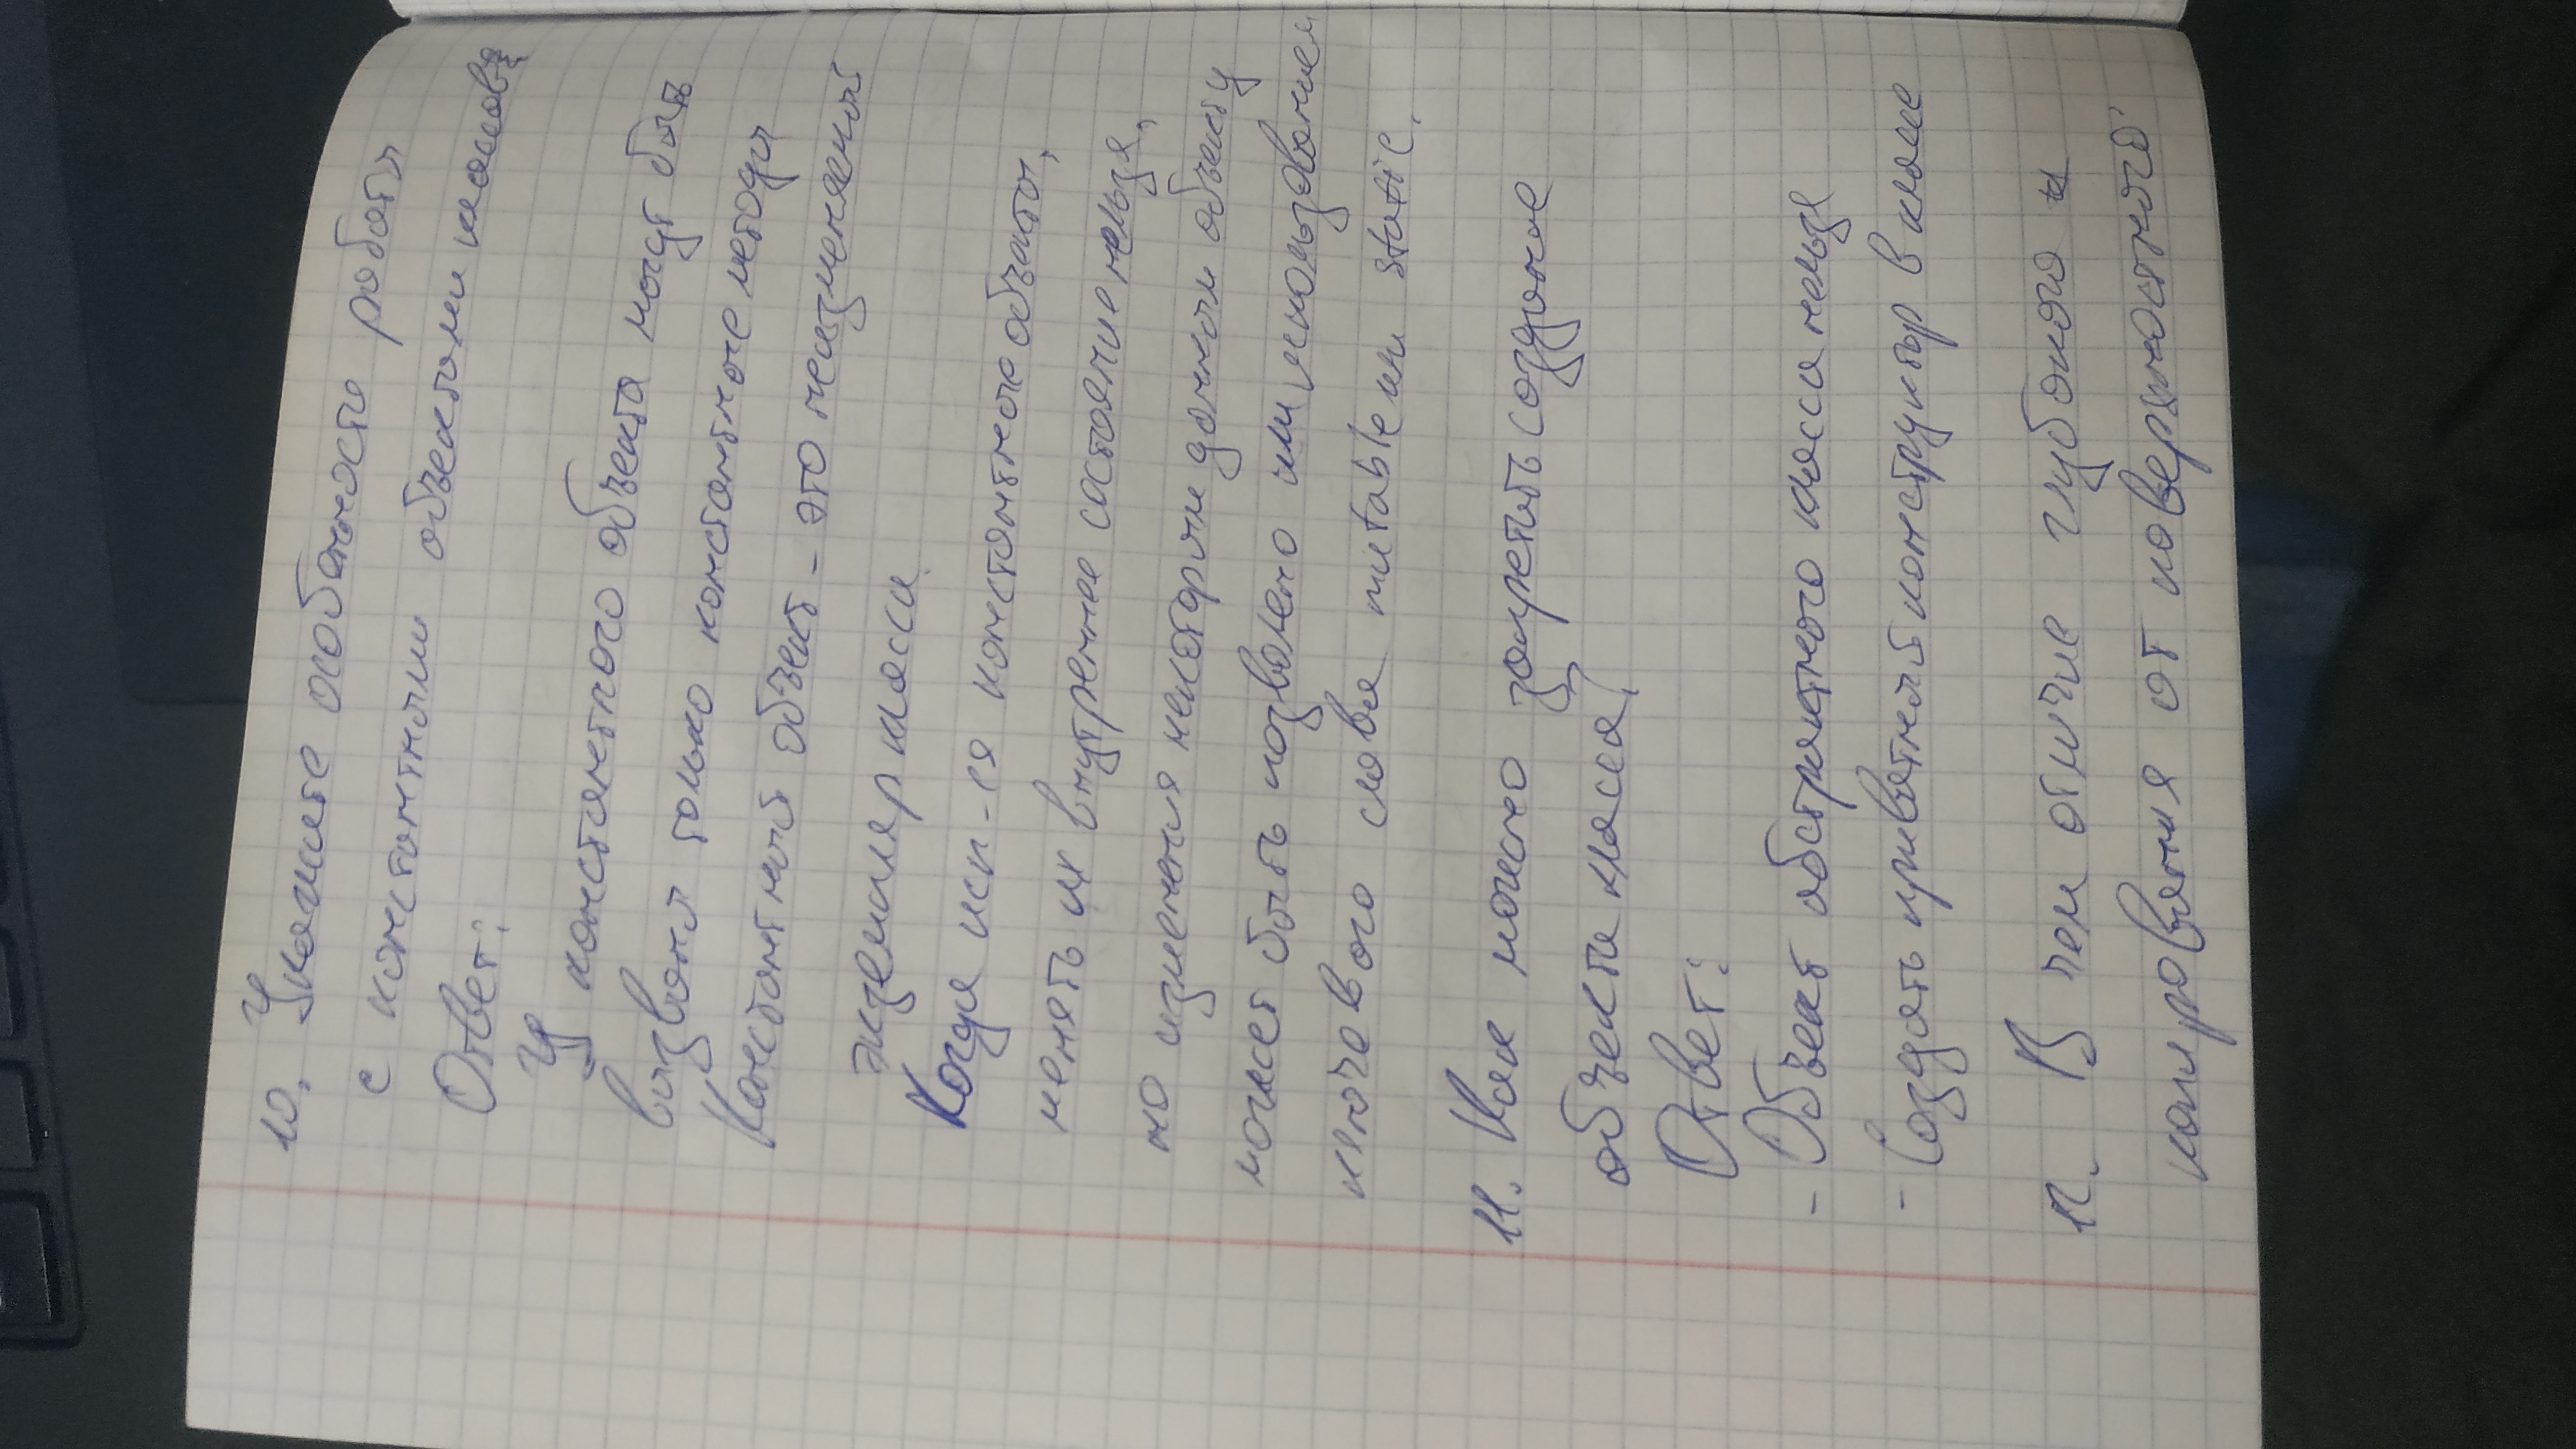 10. Укажите особенности работы
с константными объектами классов?
Ответ:
У константного объекта могут быть
вызваны только константные методы
Константный объект - это неизменяемый
экземпляр класса.
Когда исп-ся константные объекты,
менять их внутреннее состояние нельзя,
но изменения некоторым данным объекту
может быть позволено или использованием
ключевого слова mutable или static.
11. Как можно запретить создание
объекта класса?
Ответ:
- Объект абстрактного класса нельзя
- Создать приватный конструктор в классе
12. В чем отличие глубокого
копирования от поверхностного